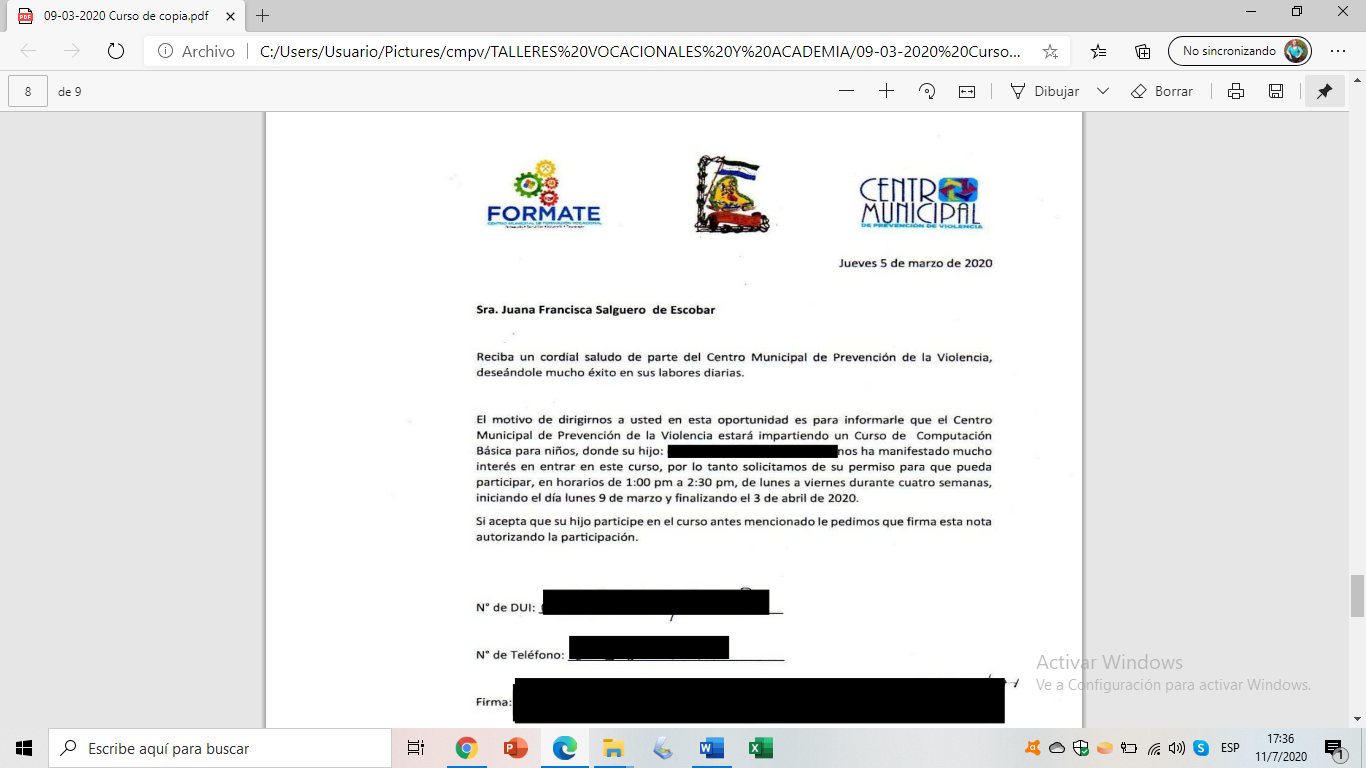 09-03-2020 Curso de copia.pdf
Archivo
C:/Users/Usuario/Pictures/cmpv/TALLERES%20VOCACIONALES%20Y%20ACADEMIA/09-03-2020%20Curso...
No sincronizando
8
de 9
Dibujar
Borrar
FORMATE
CENTRO MUNICIPAL DE FORMACIÓN VOCACIONAL
CENTRO
MUNICIPAL
DE PREVENCIÓN DE VIOLENCIA
Jueves 5 de marzo de 2020
Sra. Juana Francisca Salguero de Escobar
Reciba un cordial saludo de parte del Centro Municipal de Prevención de la Violencia,
deseándole mucho éxito en sus labores diarias.
El motivo de dirigirnos a usted en esta oportunidad es para informarle que el Centro
Municipal de Prevención de la Violencia estará impartiendo un Curso de Computación
Básica para niños, donde su hijo: nos ha manifestado mucho
interés en entrar en este curso, por lo tanto solicitamos de su permiso para que pueda
participar, en horarios de 1:00 pm a 2:30 pm, de lunes a viernes durante cuatro semanas,
iniciando el día lunes 9 de marzo y finalizando el 3 de abril de 2020.
Si acepta que su hijo participe en el curso antes mencionado le pedimos que firma esta nota
autorizando la participación.
N° de DUI:
N° de Teléfono:
Firma:
Activar Windows
Ve a Configuración para activar Windows.
Escribe aquí para buscar
ESP
17:36
11/7/2020
1